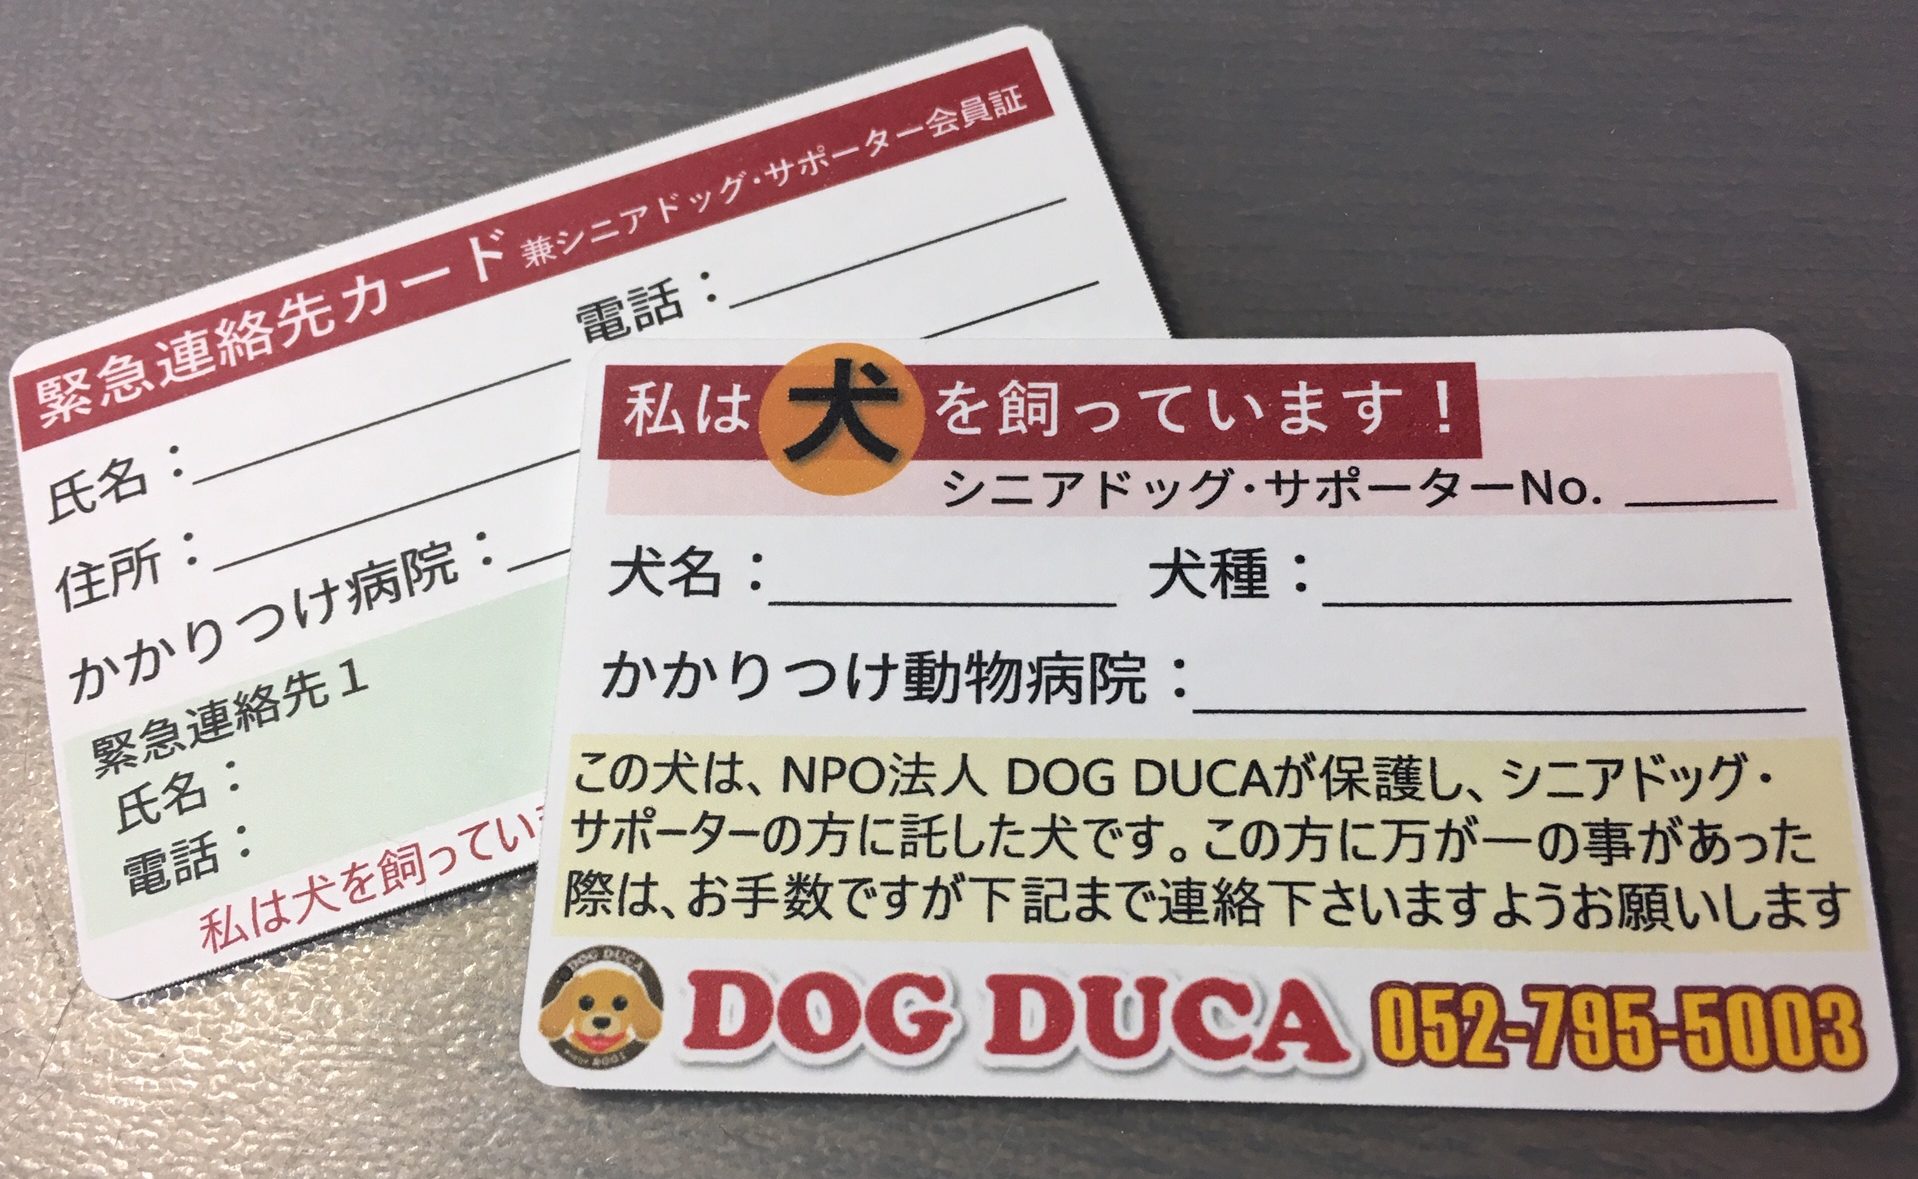 緊急連絡先カード 兼シニアドッグ・サポーター会員証
氏名：
電話：
住所：
かかりつけ病院：
緊急連絡先１
氏名：
電話：
私は犬を飼ってい
私は犬を飼っています！
シニアドッグ・サポーターNo.
犬名： 犬種：
かかりつけ動物病院：
この犬は、NPO法人 DOG DUCAが保護し、シニアドッグ・
サポーターの方に託した犬です。この方に万が一の事があった
際は、お手数ですが下記まで連絡下さいますようお願いします
DOG DUCA
DOG DUCA 052-795-5003